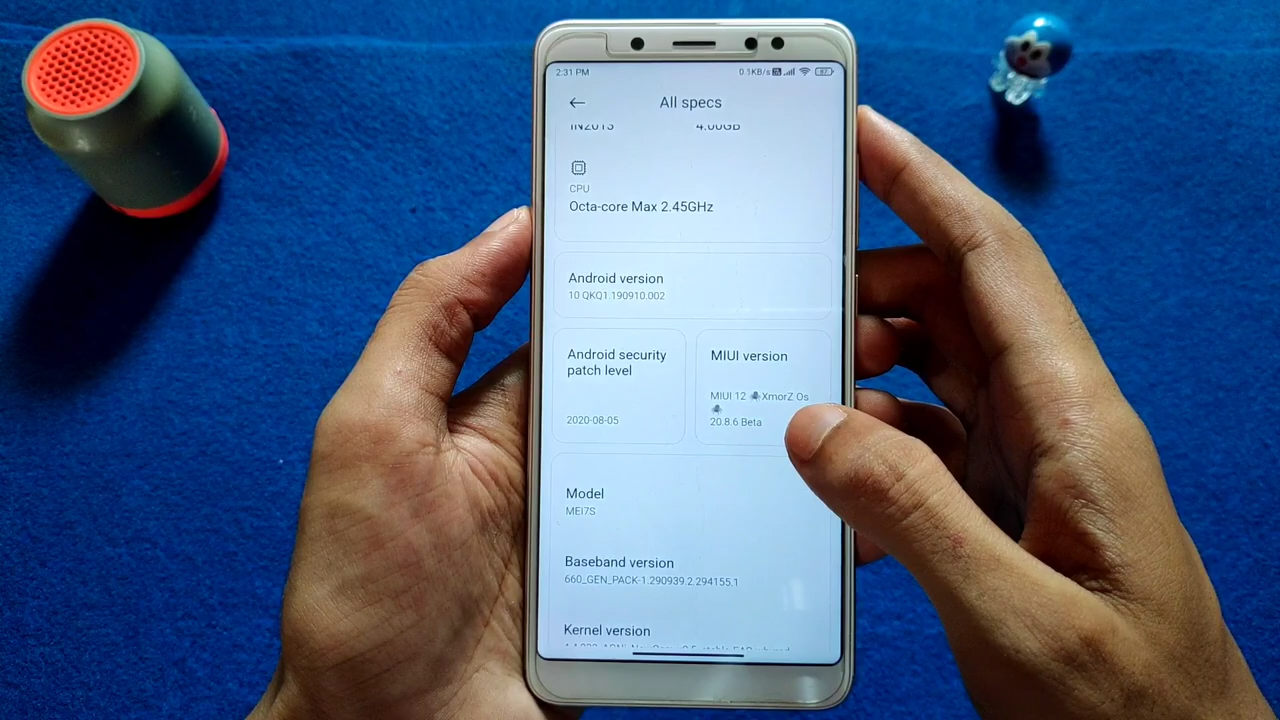 2:31 PM
0.1KB/s
87
All specs
IN2015
4.00GB
CPU
Octa-core Max 2.45GHz
Android version
10 QKQ1.190910.002
Android security
patch level
2020-08-05
MIUI version
MIUI 12 🕷XmorZ Os
🕷
20.8.6 Beta
Model
MEI7S
Baseband version
660_GEN_PACK-1.290939.2.294155.1
Kernel version